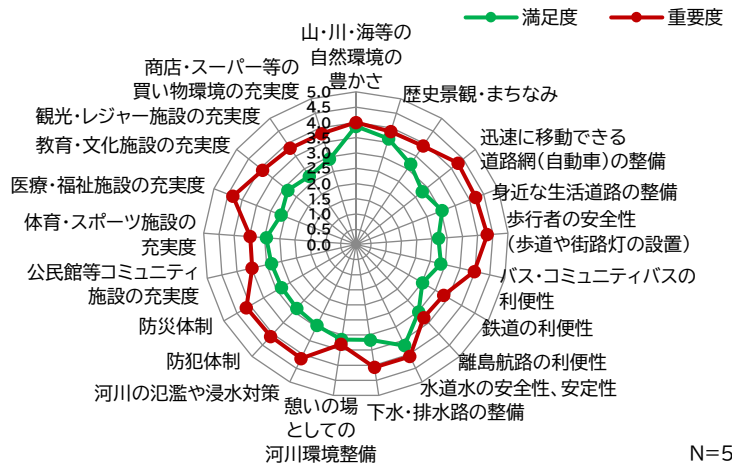 満足度
重要度
山・川・海等の
自然環境の
豊かさ
歴史景観・まちなみ
迅速に移動できる
道路網（自動車）の整備
身近な生活道路の整備
歩行者の安全性
（歩道や街路灯の設置）
バス・コミュニティバスの
利便性
鉄道の利便性
離島航路の利便性
水道水の安全性、安定性
下水・排水路の整備
憩いの場
としての
河川環境整備
河川の氾濫や浸水対策
防犯体制
防災体制
公民館等コミュニティ
施設の充実度
体育・スポーツ施設の
充実度
医療・福祉施設の充実度
教育・文化施設の充実度
観光・レジャー施設の充実度
商店・スーパー等の
買い物環境の充実度
5.0
4.5
4.0
3.5
3.0
2.5
2.0
1.5
1.0
0.5
0.0
N=5